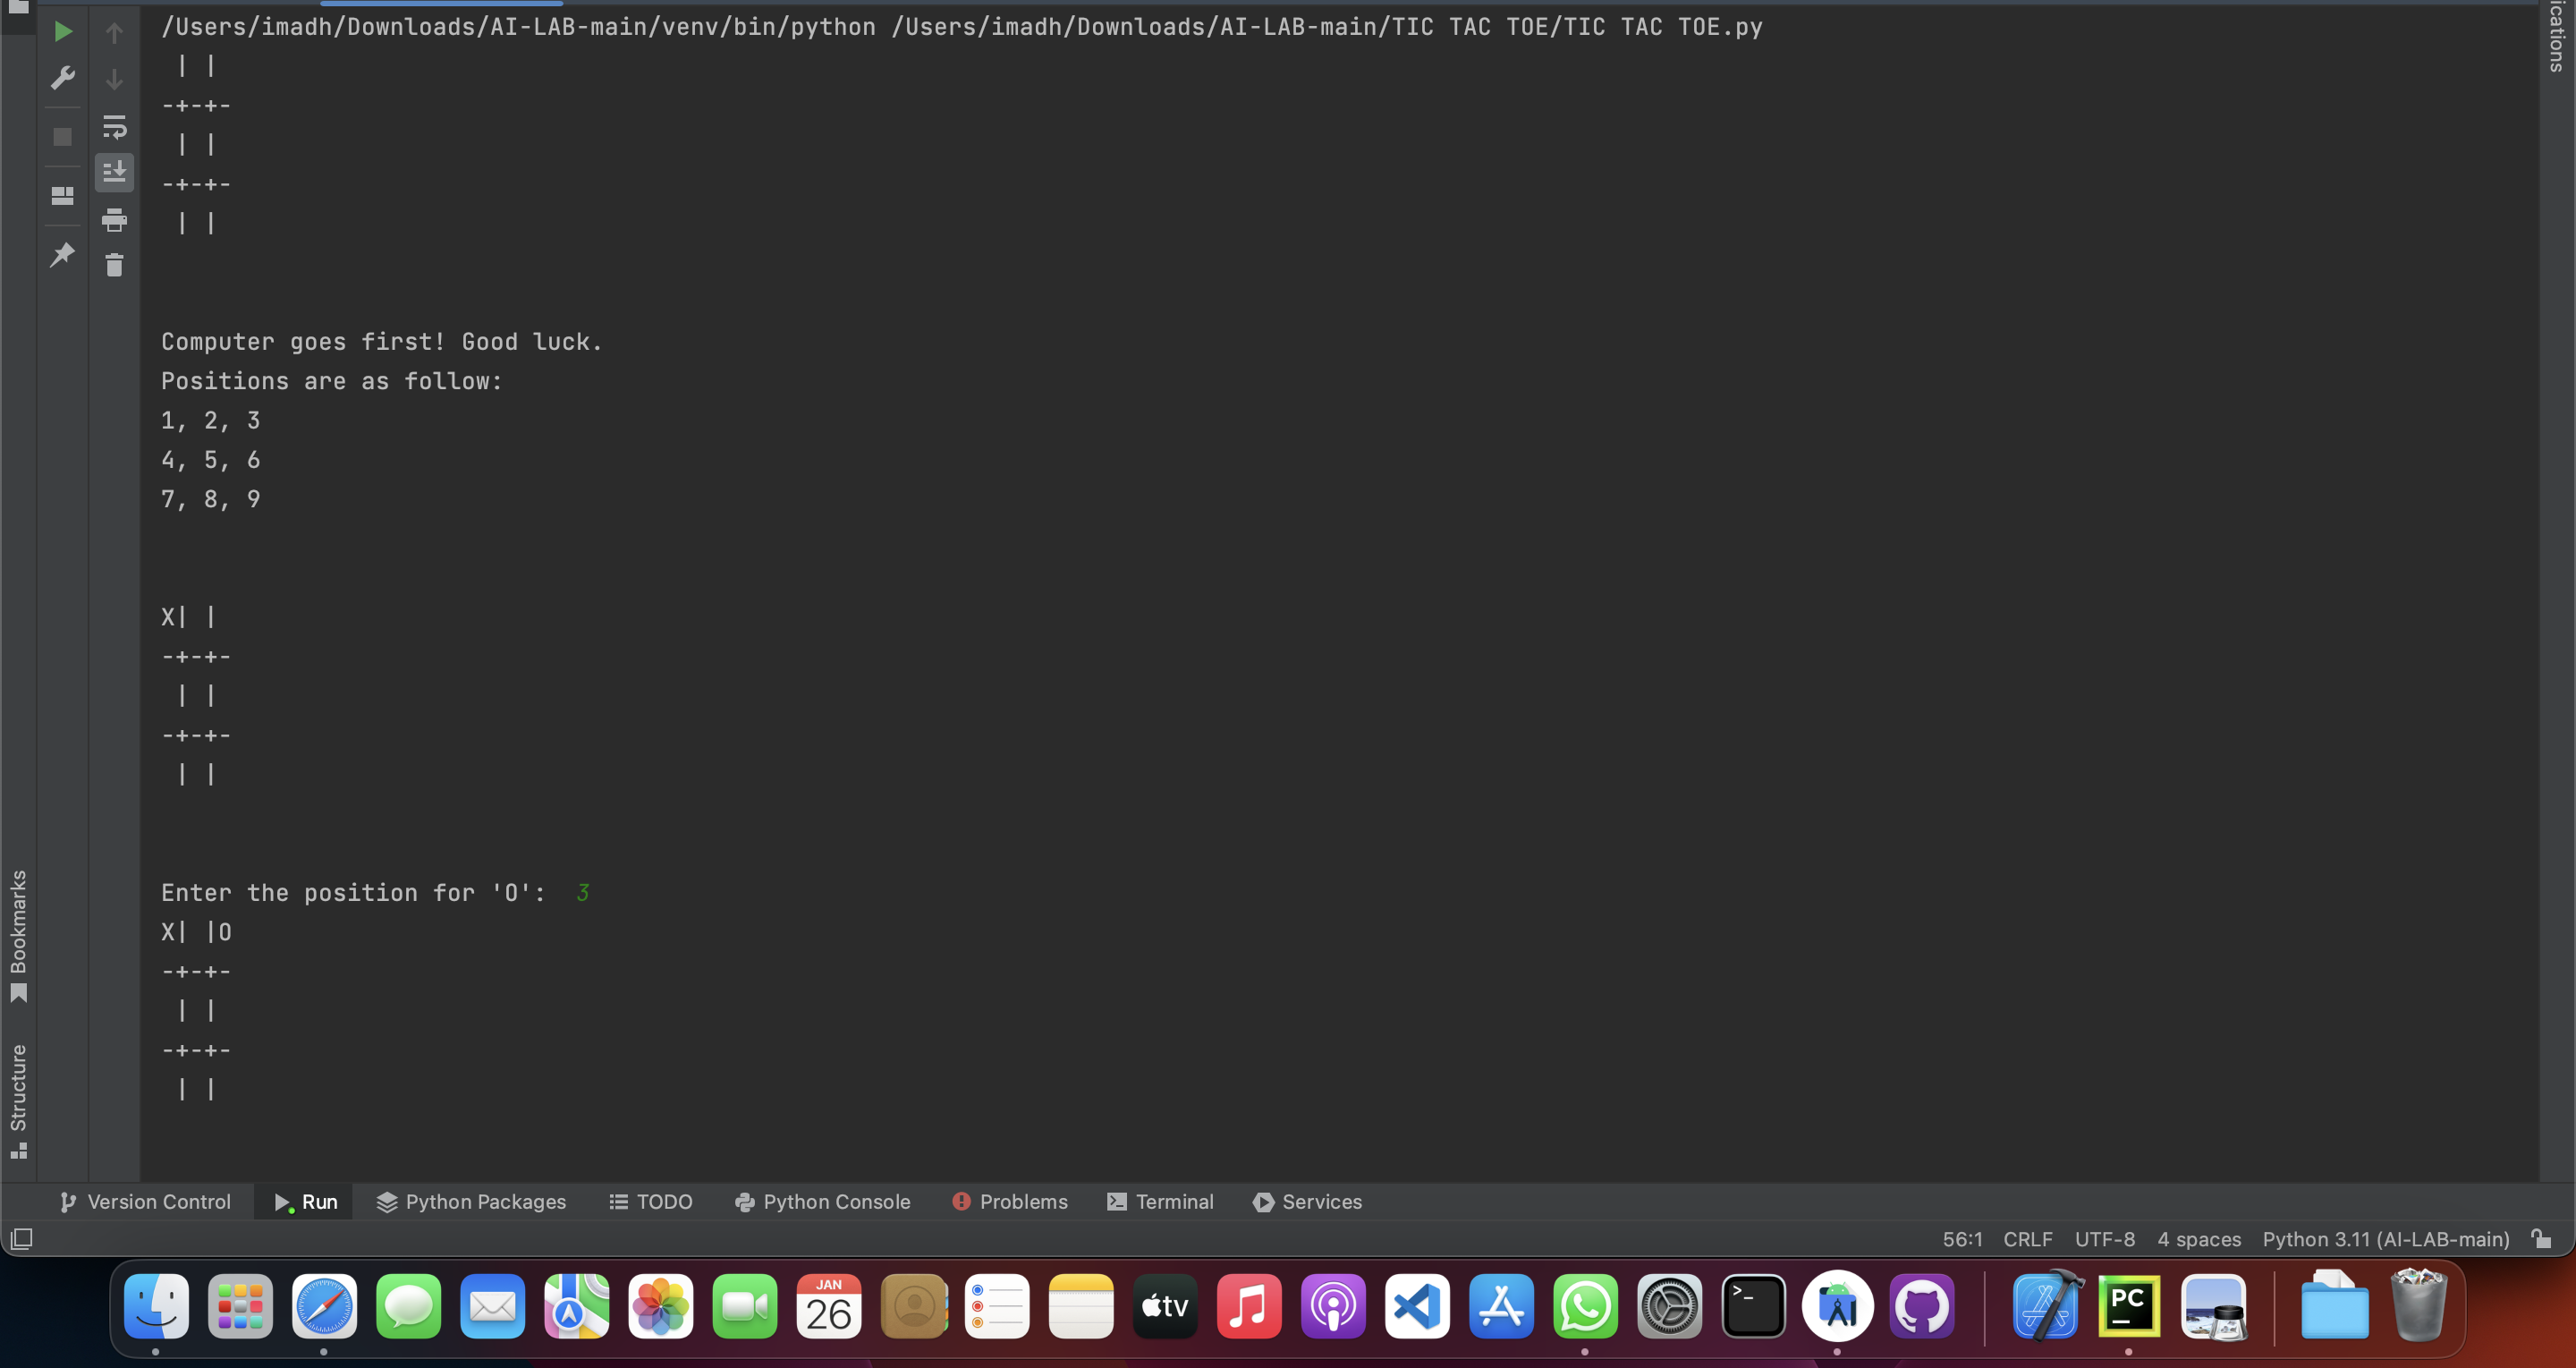 /Users/imadh/Downloads/AI-LAB-main/venv/bin/python /Users/imadh/Downloads/AI-LAB-main/TIC TAC TOE/TIC TAC TOE.py
 | |
-+-+-
 | |
-+-+-
 | |
Computer goes first! Good luck.
Positions are as follow:
1, 2, 3
4, 5, 6
7, 8, 9
X| |
-+-+-
 | |
-+-+-
 | |
Enter the position for 'O':  3
X| |O
-+-+-
 | |
-+-+-
 | |
ications
Bookmarks
Structure
Version Control Run Python Packages TODO Python Console Problems Terminal Services
56:1 CRLF UTF-8 4 spaces Python 3.11 (AI-LAB-main)
JAN
26
tv
>_
PC